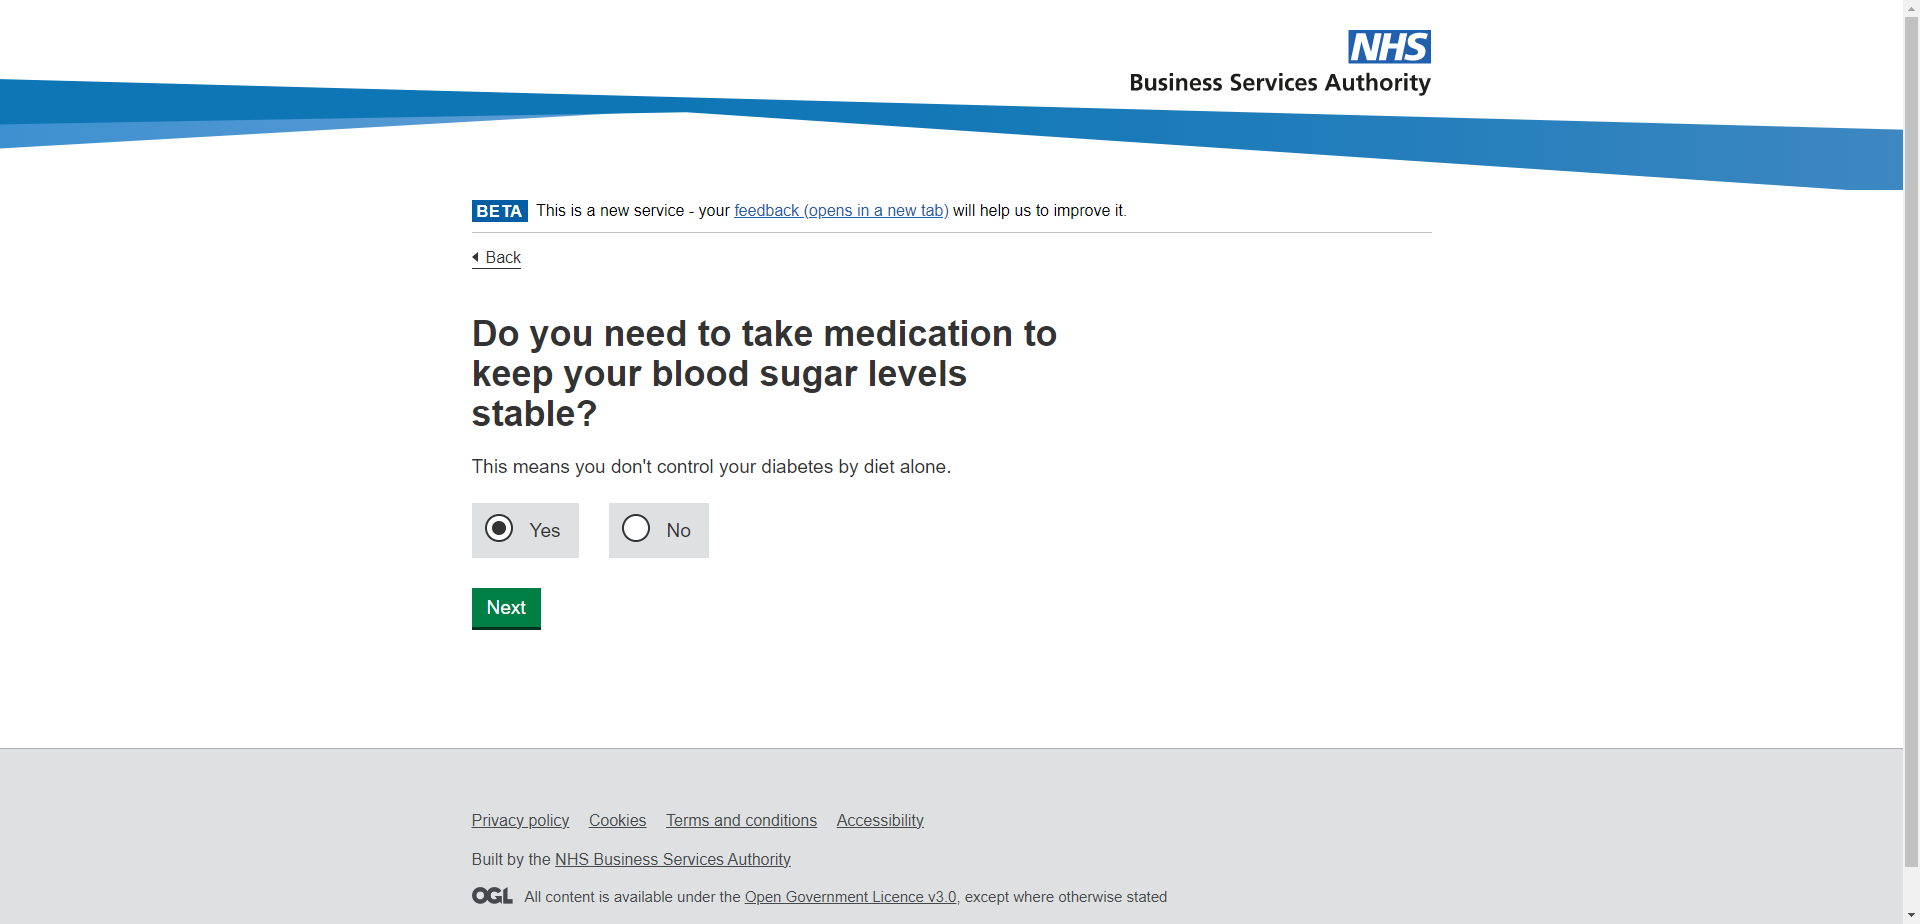 NHS
Business Services Authority
BETA This is a new service - your feedback (opens in a new tab) will help us to improve it.
Back
Do you need to take medication to
keep your blood sugar levels
stable?
This means you don't control your diabetes by diet alone.
Yes No
Next
Privacy policy Cookies Terms and conditions Accessibility
Built by the NHS Business Services Authority
OGL All content is available under the Open Government Licence v3.0, except where otherwise stated